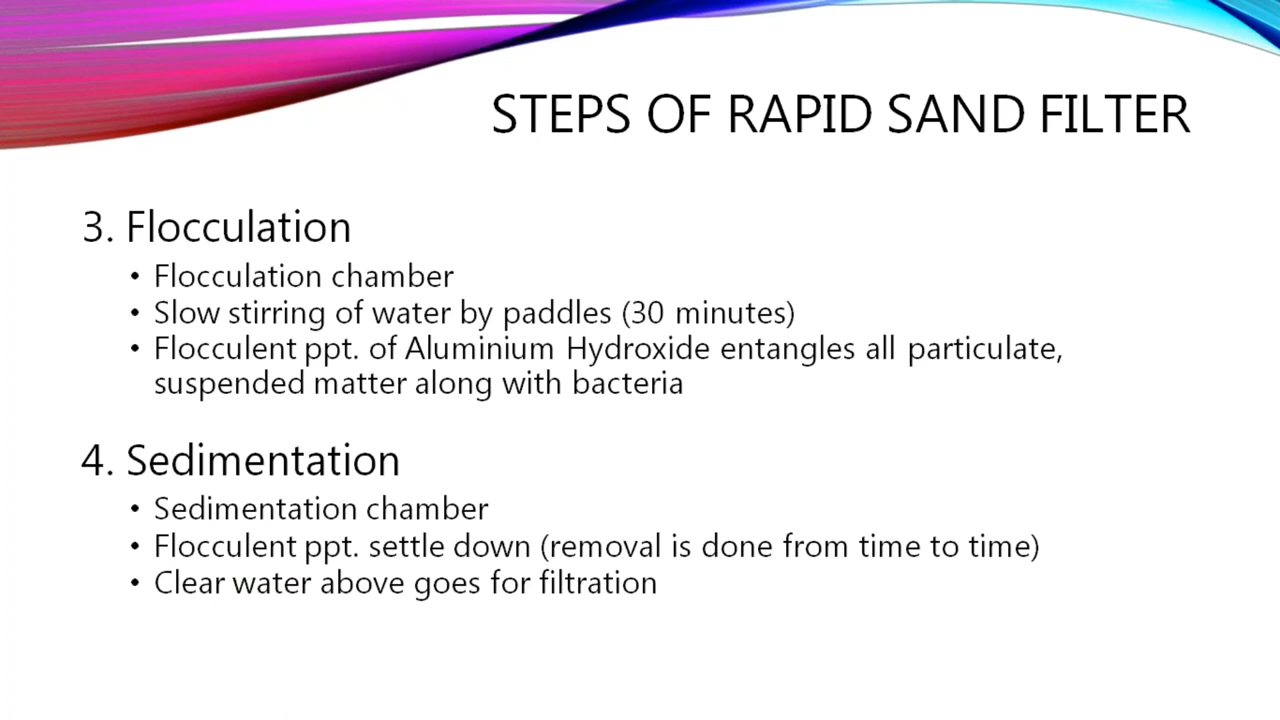 STEPS OF RAPID SAND FILTER
3. Flocculation
• Flocculation chamber
• Slow stirring of water by paddles (30 minutes)
• Flocculent ppt. of Aluminium Hydroxide entangles all particulate,
suspended matter along with bacteria
4. Sedimentation
• Sedimentation chamber
• Flocculent ppt. settle down (removal is done from time to time)
• Clear water above goes for filtration